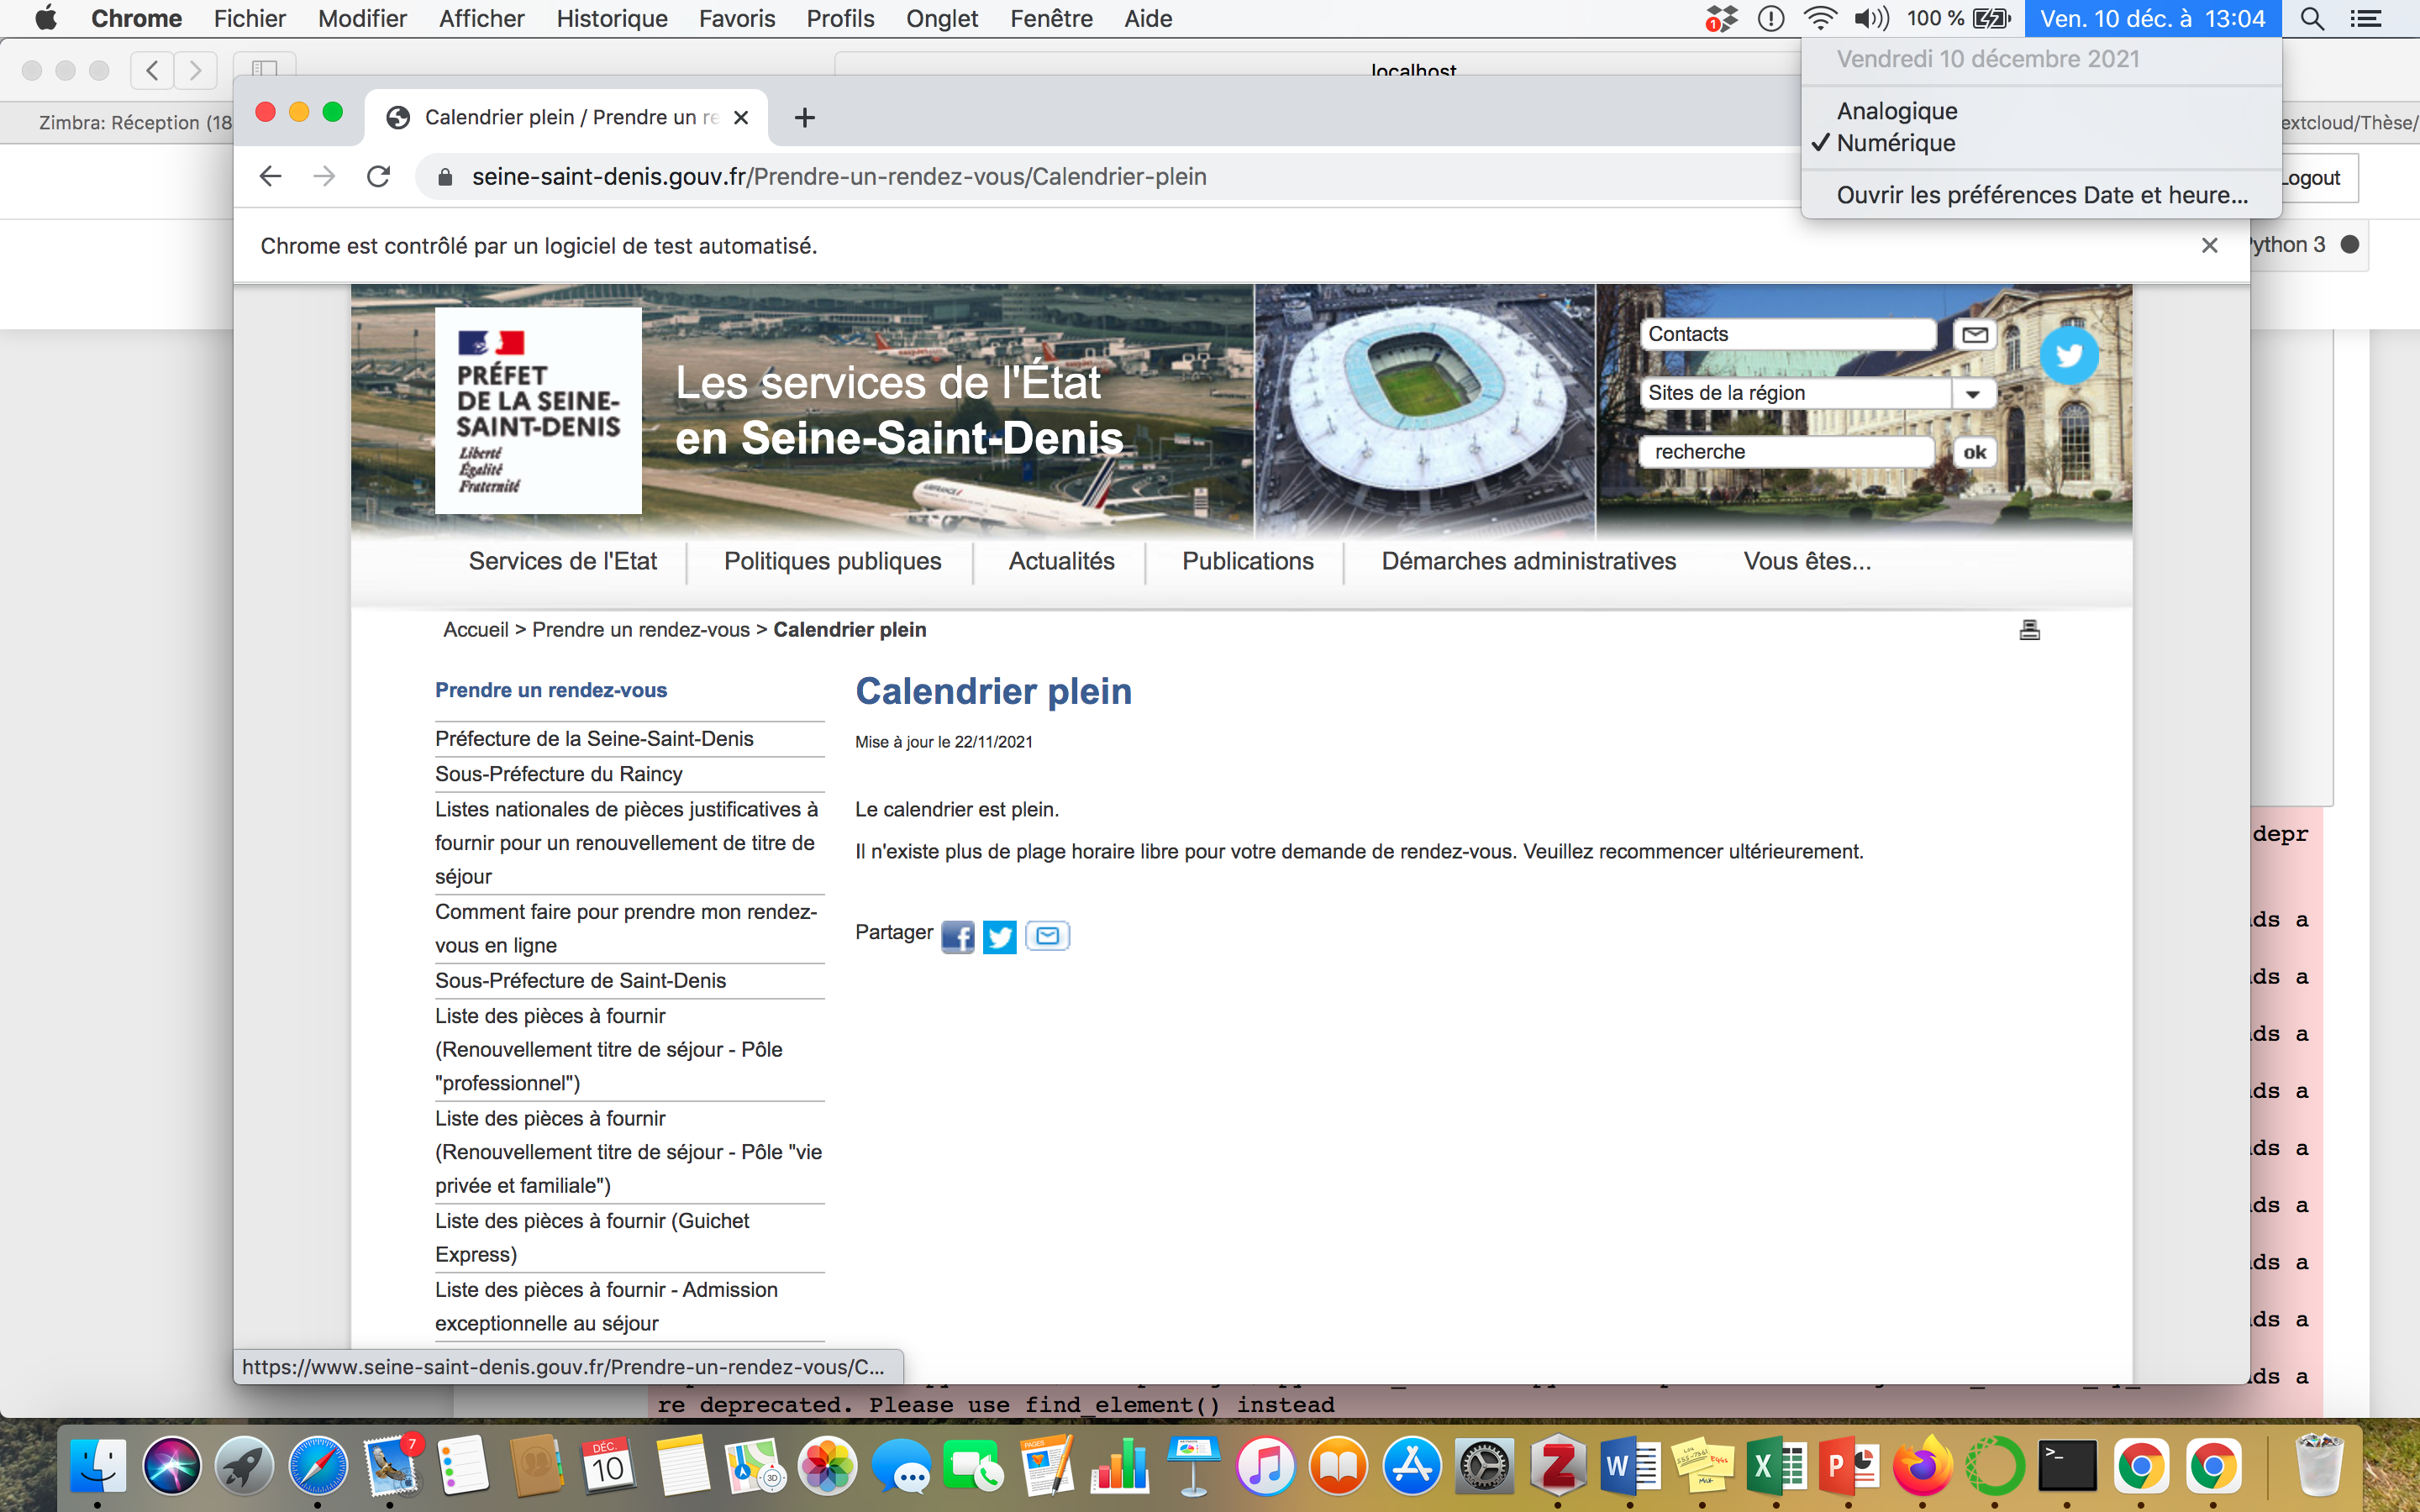 Chrome Fichier Modifier Afficher Historique Favoris Profils Onglet Fenêtre Aide
1 100 % Ven. 10 déc. à 13:04
Vendredi 10 décembre 2021
Analogique
✓ Numérique
Ouvrir les préférences Date et heure...
localhost
Zimbra: Réception (18
extcloud/Thèse/
Calendrier plein / Prendre un re
seine-saint-denis.gouv.fr/Prendre-un-rendez-vous/Calendrier-plein
Logout
Chrome est contrôlé par un logiciel de test automatisé.
ython 3
PRÉFET
DE LA SEINE-
SAINT-DENIS
Liberté
Égalité
Fraternité
Les services de l'État
en Seine-Saint-Denis
AIRFRANCE
Contacts
Sites de la région
recherche
ok
Services de l'Etat
Politiques publiques
Actualités
Publications
Démarches administratives
Vous êtes...
Accueil > Prendre un rendez-vous > Calendrier plein
Prendre un rendez-vous
Préfecture de la Seine-Saint-Denis
Sous-Préfecture du Raincy
Listes nationales de pièces justificatives à
fournir pour un renouvellement de titre de
séjour
Comment faire pour prendre mon rendez-
vous en ligne
Sous-Préfecture de Saint-Denis
Liste des pièces à fournir
(Renouvellement titre de séjour - Pôle
"professionnel")
Liste des pièces à fournir
(Renouvellement titre de séjour - Pôle "vie
privée et familiale")
Liste des pièces à fournir (Guichet
Express)
Liste des pièces à fournir - Admission
exceptionnelle au séjour
Calendrier plein
Mise à jour le 22/11/2021
Le calendrier est plein.
Il n'existe plus de plage horaire libre pour votre demande de rendez-vous. Veuillez recommencer ultérieurement.
Partager
depr
ds a
ds a
ds a
ds a
ds a
ds a
ds a
ds a
ds a
https://www.seine-saint-denis.gouv.fr/Prendre-un-rendez-vous/C...
re deprecated. Please use find_element() instead
7
DÉC.
10
3D
PAGES